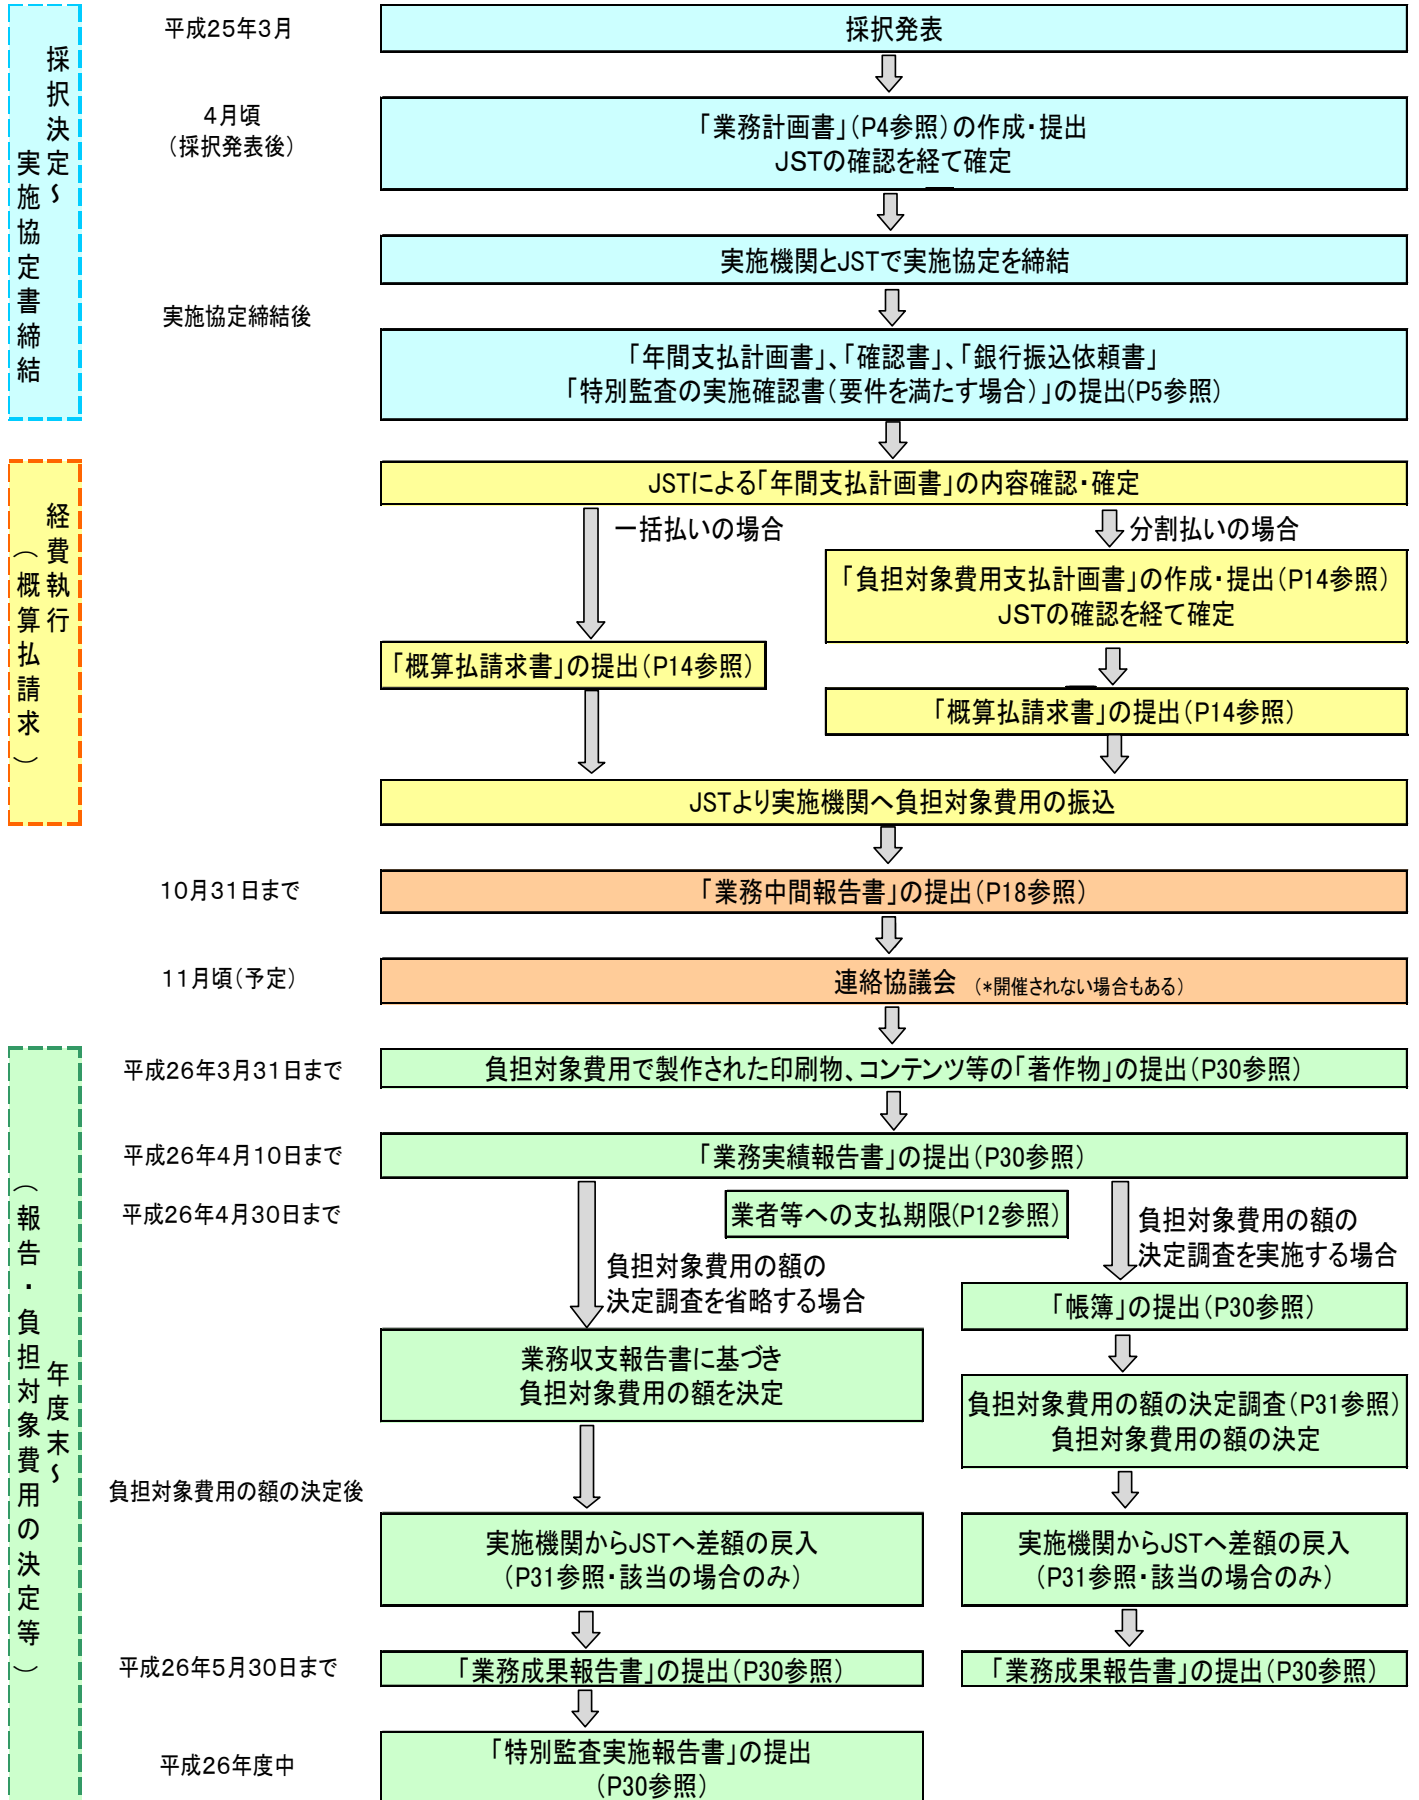 採択決定～
実施協定書締結
平成25年3月
採択発表
4月頃
（採択発表後）
「業務計画書」（P4参照）の作成・提出
JSTの確認を経て確定
実施機関とJSTで実施協定を締結
実施協定締結後
「年間支払計画書」、「確認書」、「銀行振込依頼書」
「特別監査の実施確認書（要件を満たす場合）」の提出(P5参照）
経費執行
（概算払請求）
JSTによる「年間支払計画書」の内容確認・確定
一括払いの場合
分割払いの場合
「負担対象費用支払計画書」の作成・提出（P14参照）
JSTの確認を経て確定
「概算払請求書」の提出（P14参照）
「概算払請求書」の提出（P14参照）
JSTより実施機関へ負担対象費用の振込
10月31日まで
「業務中間報告書」の提出（P18参照）
11月頃（予定）
連絡協議会 （*開催されない場合もある）
年度末～
（報告・負担対象費用の決定等）
平成26年3月31日まで
負担対象費用で製作された印刷物、コンテンツ等の「著作物」の提出（P30参照）
平成26年4月10日まで
「業務実績報告書」の提出（P30参照）
平成26年4月30日まで
業者等への支払期限(P12参照）
負担対象費用の額の
決定調査を実施する場合
負担対象費用の額の
決定調査を省略する場合
「帳簿」の提出（P30参照）
業務収支報告書に基づき
負担対象費用の額を決定
負担対象費用の額の決定調査（P31参照）
負担対象費用の額の決定
負担対象費用の額の決定後
実施機関からJSTへ差額の戻入
（P31参照・該当の場合のみ）
実施機関からJSTへ差額の戻入
（P31参照・該当の場合のみ）
平成26年5月30日まで
「業務成果報告書」の提出（P30参照）
「業務成果報告書」の提出（P30参照）
平成26年度中
「特別監査実施報告書」の提出
（P30参照）